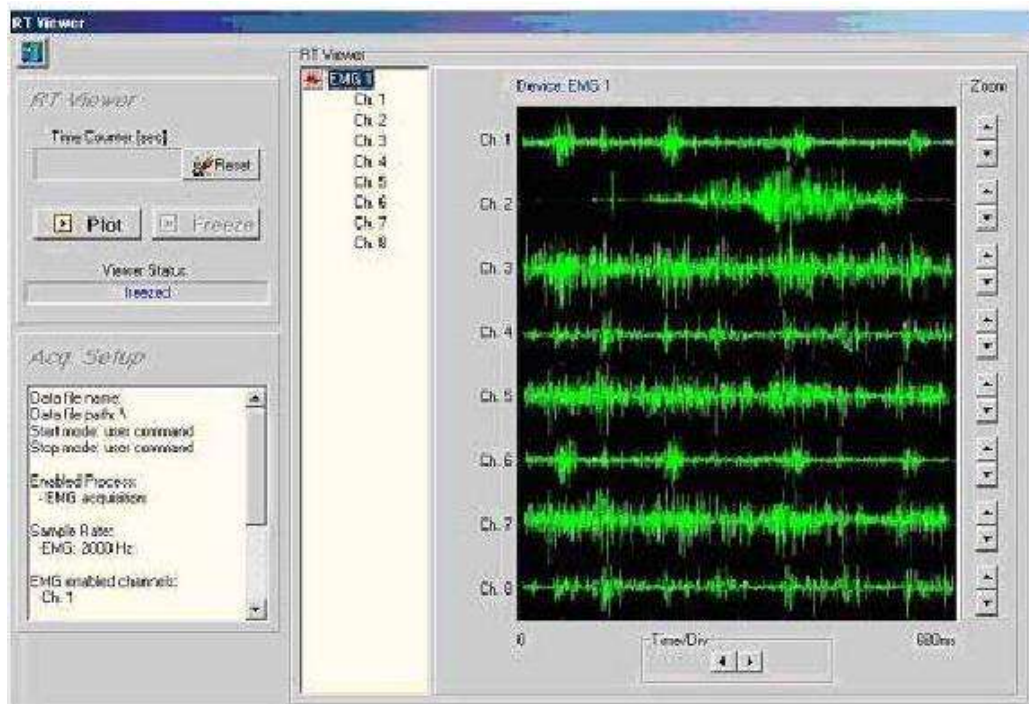 RT Viewer
RT Viewer
Time Counter [sec]
Reset
Plot
Freeze
Viewer Status
freezed
Acq. Setup
Data file name:
Data file path: \
Start mode: user command
Stop mode: user command
Enabled Process:
- EMG acquisition
Sample Rate:
-EMG: 2000 Hz
EMG enabled channels:
Ch. 1
RT Viewer
EMG 1
Ch. 1
Ch. 2
Ch. 3
Ch. 4
Ch. 5
Ch. 6
Ch. 7
Ch. 8
Device: EMG 1
Zoom
Ch. 1
Ch. 2
Ch. 3
Ch. 4
Ch. 5
Ch. 6
Ch. 7
Ch. 8
0
Time/Div